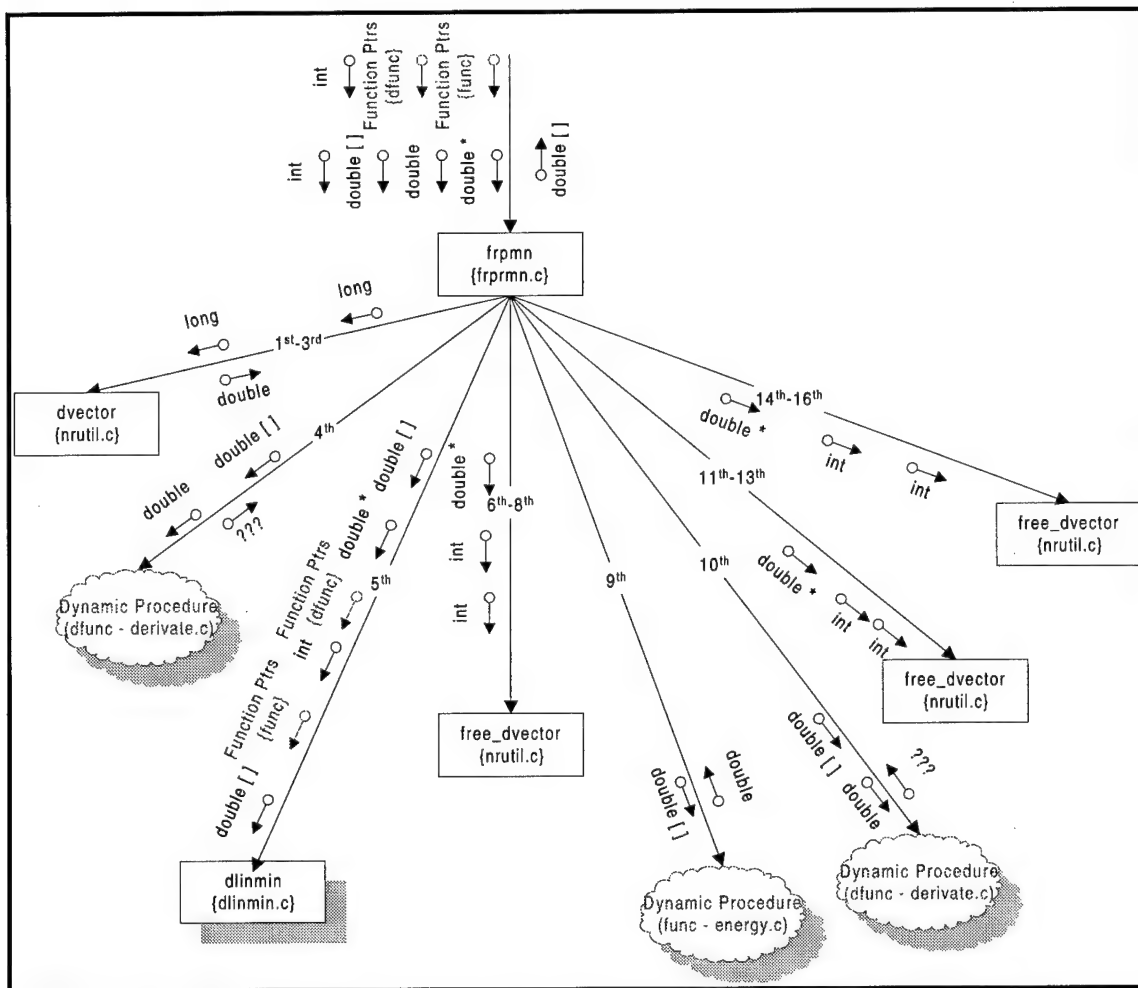 int
Function Ptrs
{dfunc}
Function Ptrs
{func}
int
double [ ]
double
double *
double [ ]
frpmn
{frprmn.c}
long
long
1st-3rd
double
dvector
{nrutil.c}
double [ ]
4th
double
???
Dynamic Procedure
(dfunc - derivate.c)
double [ ]
double *
Function Ptrs
{dfunc}
5th
int
Function Ptrs
{func}
double [ ]
dlinmin
{dlinmin.c}
double *
6th-8th
int
int
free_dvector
{nrutil.c}
9th
double [ ]
double
Dynamic Procedure
(func - energy.c)
10th
double [ ]
double
???
Dynamic Procedure
(dfunc - derivate.c)
11th-13th
double *
int
int
free_dvector
{nrutil.c}
14th-16th
double *
int
int
free_dvector
{nrutil.c}